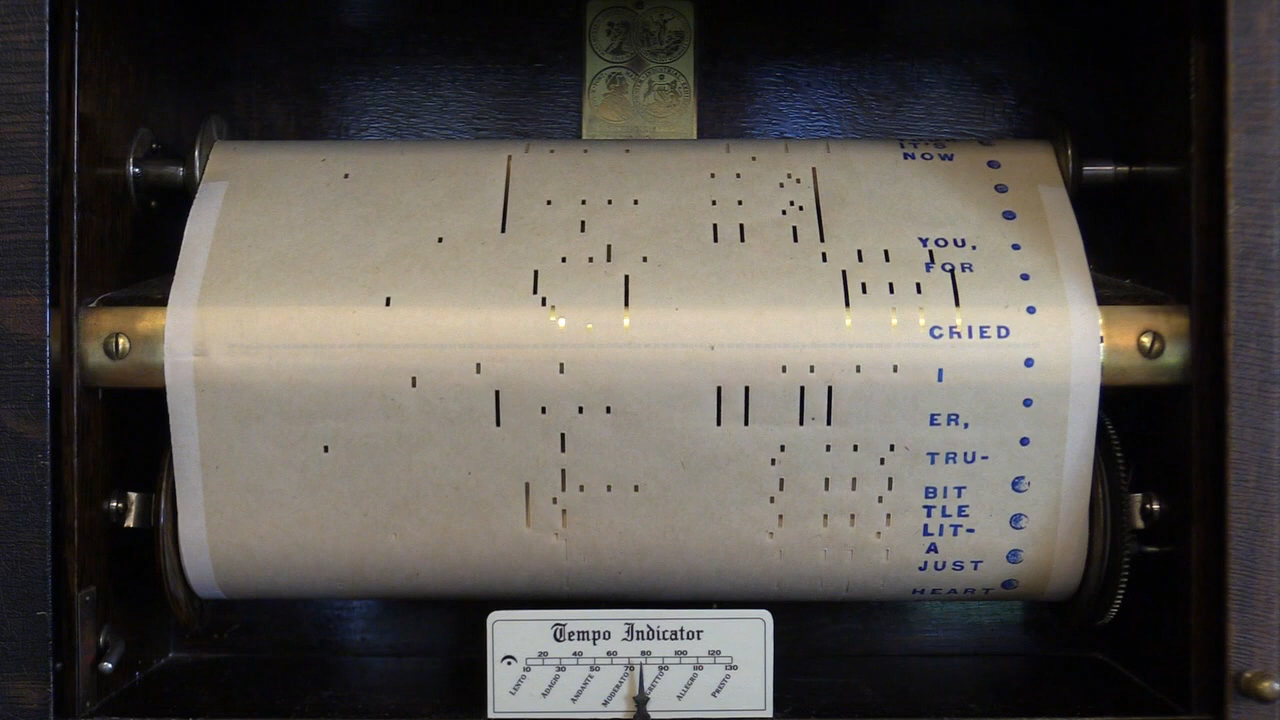 IT'S
NOW
YOU,
FOR
CRIED
I
ER,
TRU-
BIT
TLE
LIT-
A
JUST
HEART
Tempo Indicator
20 40 60 80 100 120
10 30 50 70 90 110 130
LENTO ADAGIO ANDANTE MODERATO ALLEGRO PRESTO